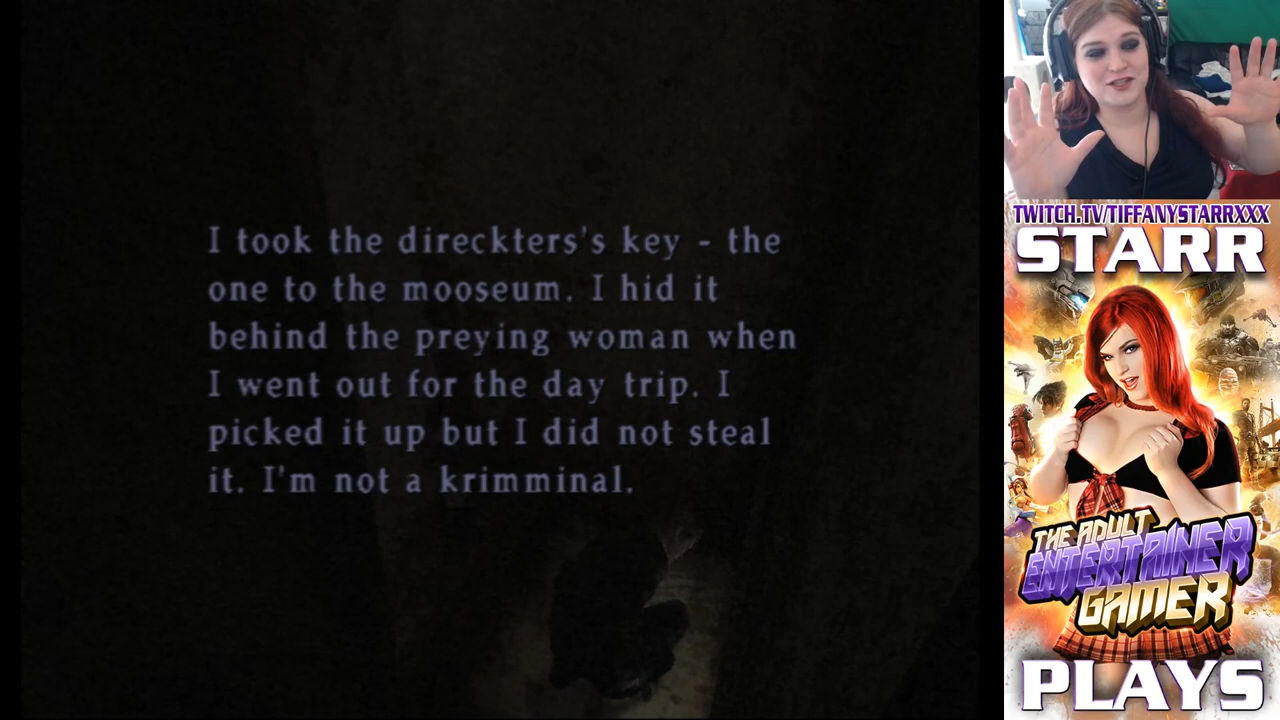 I took the direckters's key - the
one to the mooseum. I hid it
behind the preying woman when
I went out for the day trip. I
picked it up but I did not steal
it. I'm not a krimminal.
TWITCH.TV/TIFFANYSTARRXXX
STARR
THE ADULT
ENTERTAINER
GAMER
PLAYS